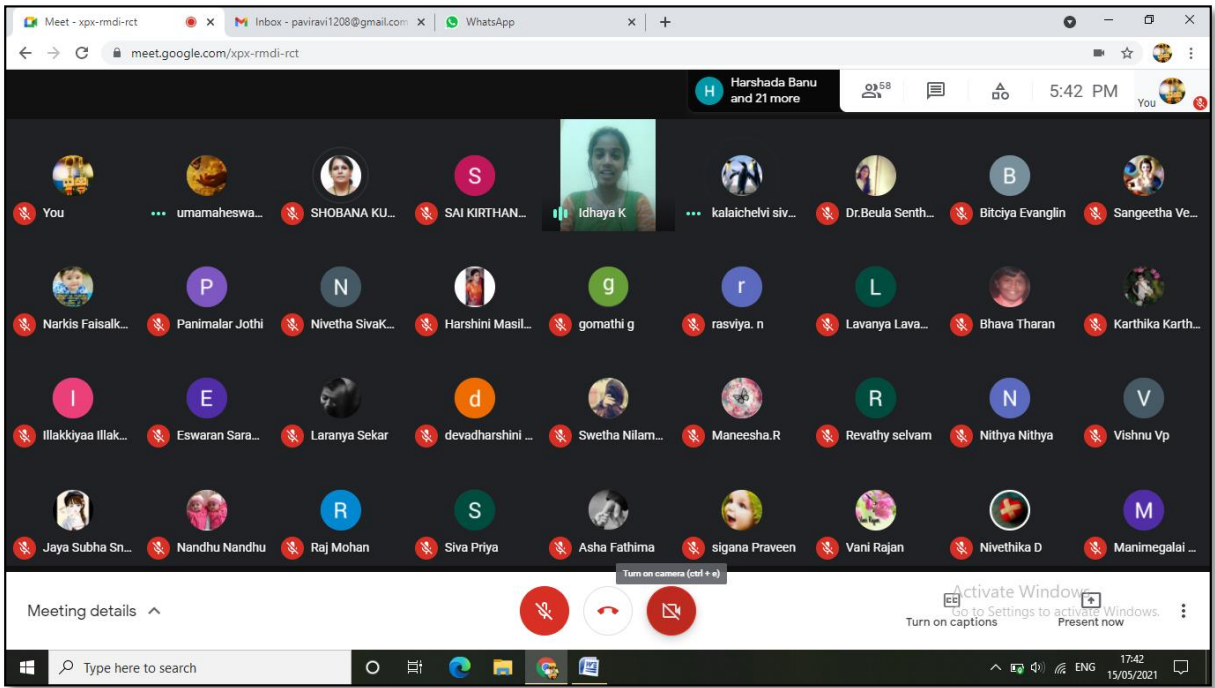 Meet - xpx-rmdi-rct
Inbox - paviravi1208@gmail.com
WhatsApp
meet.google.com/xpx-rmdi-rct
H
Harshada Banu
and 21 more
58
5:42 PM
You
You
umamaheswa...
SHOBANA KU...
S
SAI KIRTHAN...
Idhaya K
kalaichelvi siv...
Dr.Beula Senth...
B
Bitciya Evanglin
Sangeetha Ve...
Narkis Faisalk...
P
Panimalar Jothi
N
Nivetha SivaK...
Harshini Masil...
g
gomathi g
r
rasviya. n
L
Lavanya Lava...
Bhava Tharan
Karthika Karth...
I
Illakkiyaa Illak...
E
Eswaran Sara...
Laranya Sekar
d
devadharshini ...
Swetha Nilam...
Maneesha.R
R
Revathy selvam
N
Nithya Nithya
V
Vishnu Vp
Jaya Subha Sn...
Nandhu Nandhu
R
Raj Mohan
S
Siva Priya
Asha Fathima
sigana Praveen
Vani Rajan
Nivethika D
M
Manimegalai ...
Turn on camera (ctrl + e)
Meeting details
Activate Windows
Go to Settings to activate Windows.
CC
Turn on captions
Present now
Type here to search
ENG
17:42
15/05/2021